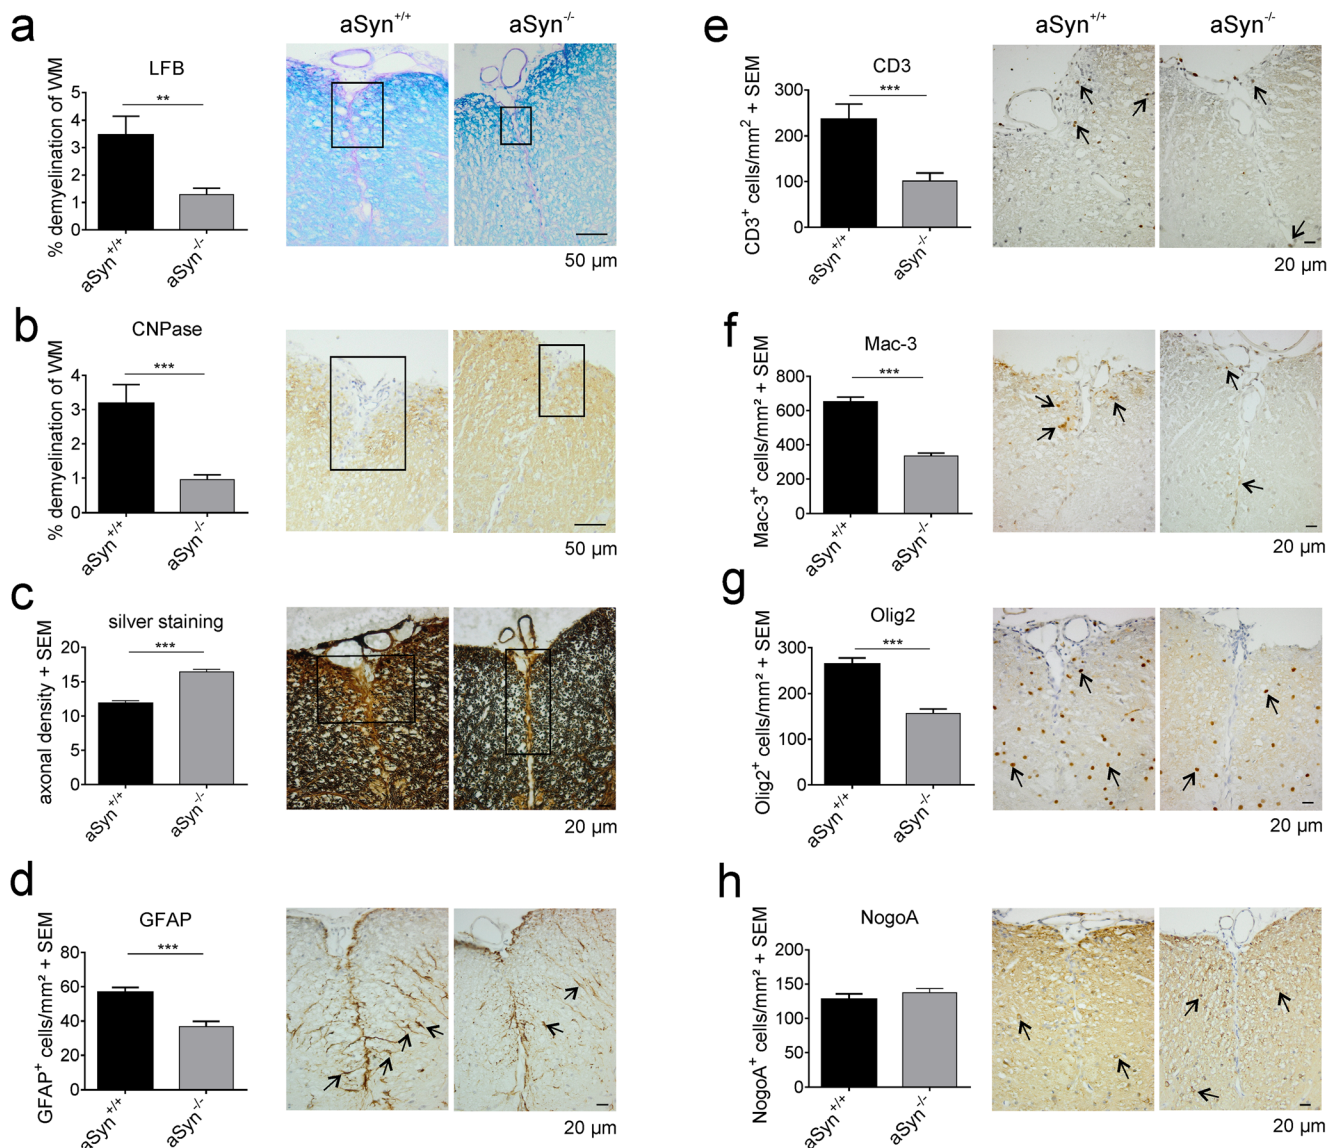 a
aSyn+/+
aSyn-/-
LFB
**
% demyelination of WM
5
4
3
2
1
0
aSyn+/+
aSyn-/-
50 µm
b
CNPase
***
% demyelination of WM
4
3
2
1
0
aSyn+/+
aSyn-/-
50 µm
c
silver staining
***
axonal density + SEM
20
15
10
5
0
aSyn+/+
aSyn-/-
20 µm
d
GFAP
***
GFAP+ cells/mm² + SEM
80
60
40
20
0
aSyn+/+
aSyn-/-
20 µm
e
aSyn+/+
aSyn-/-
CD3
***
CD3+ cells/mm² + SEM
300
200
100
0
aSyn+/+
aSyn-/-
20 µm
f
Mac-3
***
Mac-3+ cells/mm² + SEM
800
600
400
200
0
aSyn+/+
aSyn-/-
20 µm
g
Olig2
***
Olig2+ cells/mm² + SEM
300
200
100
0
aSyn+/+
aSyn-/-
20 µm
h
NogoA
NogoA+ cells/mm² + SEM
200
150
100
50
0
aSyn+/+
aSyn-/-
20 µm